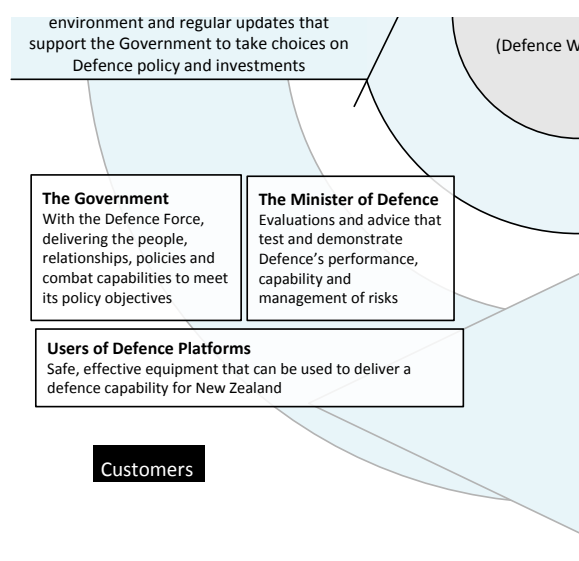 environment and regular updates that
support the Government to take choices on
Defence policy and investments
(Defence W
The Government
With the Defence Force,
delivering the people,
relationships, policies and
combat capabilities to meet
its policy objectives
The Minister of Defence
Evaluations and advice that
test and demonstrate
Defence’s performance,
capability and
management of risks
Users of Defence Platforms
Safe, effective equipment that can be used to deliver a
defence capability for New Zealand
Customers